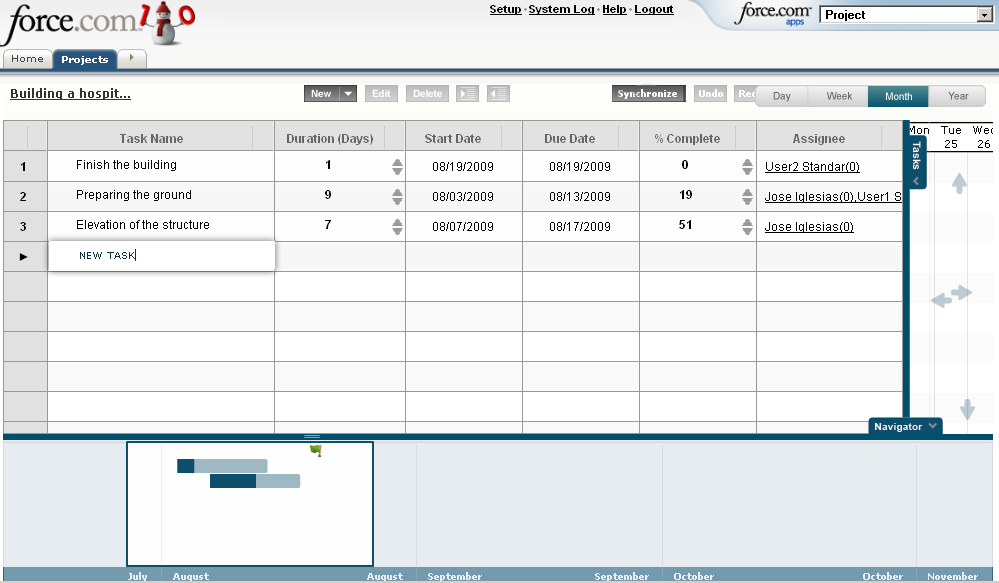 Setup · System Log · Help · Logout
force.com
force.com
apps
Project
Home
Projects
Building a hospit...
New
Edit
Delete
Synchronize
Undo
Day
Week
Month
Year
Task Name
Duration (Days)
Start Date
Due Date
% Complete
Assignee
Mon
Tue
Wed
25
26
1
Finish the building
1
08/19/2009
08/19/2009
0
User2 Standar(0)
2
Preparing the ground
9
08/03/2009
08/13/2009
19
Jose Iglesias(0),User1 S
3
Elevation of the structure
7
08/07/2009
08/17/2009
51
Jose Iglesias(0)
NEW TASK
Tasks
Navigator
July
August
August
September
September
October
October
November